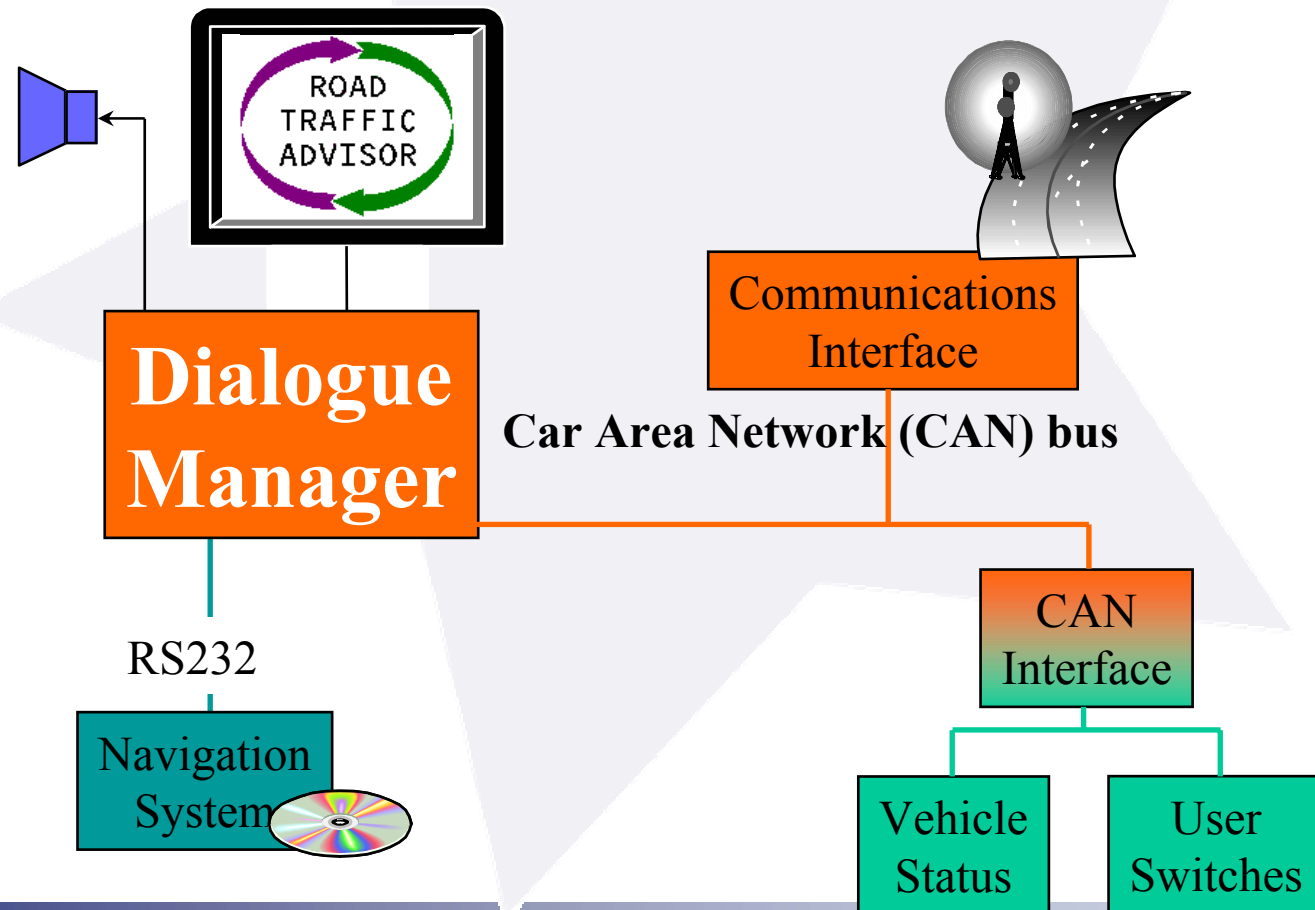 ROAD
TRAFFIC
ADVISOR
Communications
Interface
Dialogue
Manager
Car Area Network (CAN) bus
CAN
Interface
RS232
Navigation
System
Vehicle
Status
User
Switches